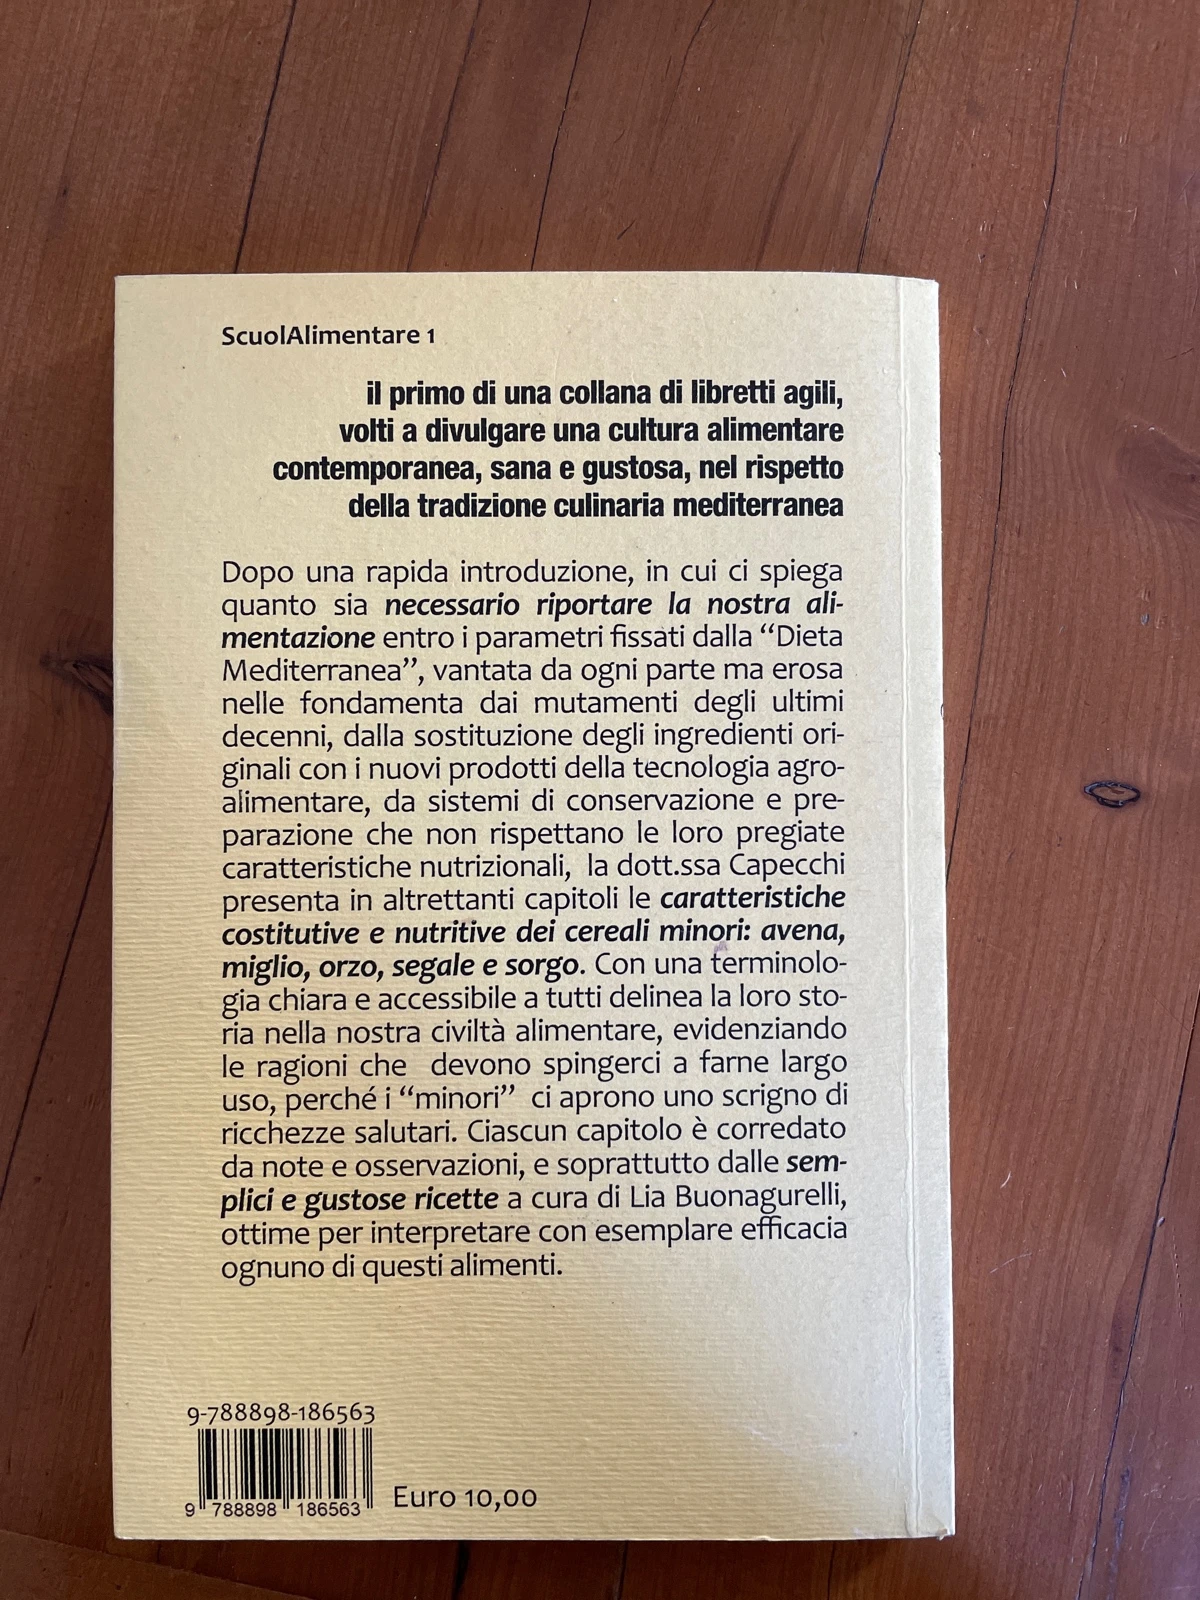 ScuolAlimentare 1
il primo di una collana di libretti agili,
volti a divulgare una cultura alimentare
contemporanea, sana e gustosa, nel rispetto
della tradizione culinaria mediterranea
Dopo una rapida introduzione, in cui ci spiega
quanto sia necessario riportare la nostra ali-
mentazione entro i parametri fissati dalla “Dieta
Mediterranea”, vantata da ogni parte ma erosa
nelle fondamenta dai mutamenti degli ultimi
decenni, dalla sostituzione degli ingredienti ori-
ginali con i nuovi prodotti della tecnologia agro-
alimentare, da sistemi di conservazione e pre-
parazione che non rispettano le loro pregiate
caratteristiche nutrizionali, la dott.ssa Capecchi
presenta in altrettanti capitoli le caratteristiche
costitutive e nutritive dei cereali minori: avena,
miglio, orzo, segale e sorgo. Con una terminolo-
gia chiara e accessibile a tutti delinea la loro sto-
ria nella nostra civiltà alimentare, evidenziando
le ragioni che devono spingerci a farne largo
uso, perché i “minori” ci aprono uno scrigno di
ricchezze salutari. Ciascun capitolo è corredato
da note e osservazioni, e soprattutto dalle sem-
plici e gustose ricette a cura di Lia Buonagurelli,
ottime per interpretare con esemplare efficacia
ognuno di questi alimenti.
9-788898-186563
9 788898 186563
Euro 10,00